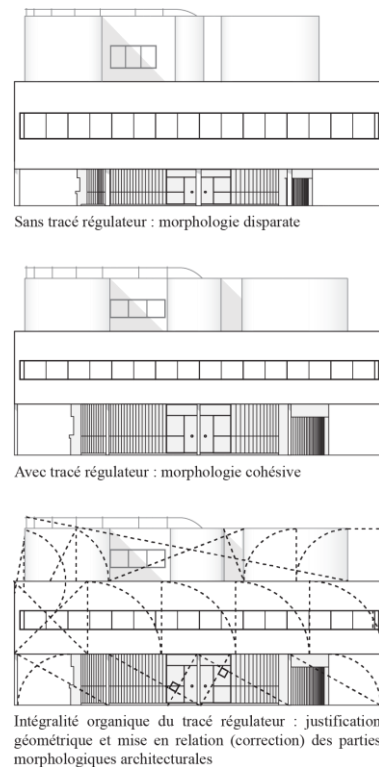 Sans tracé régulateur : morphologie disparate
Avec tracé régulateur : morphologie cohésive
Intégralité organique du tracé régulateur : justification
géométrique et mise en relation (correction) des parties
morphologiques architecturales